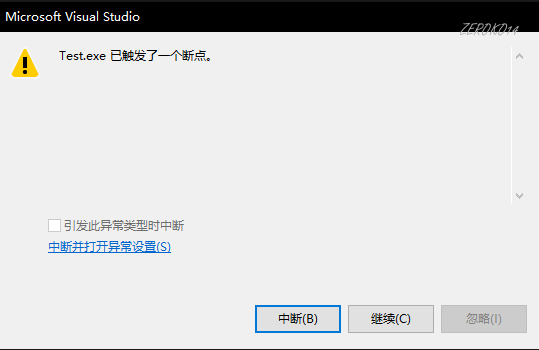 Microsoft Visual Studio
ZEROKO14
Test.exe 已触发了一个断点。
引发此异常类型时中断
中断并打开异常设置(S)
中断(B)
继续(C)
忽略(I)